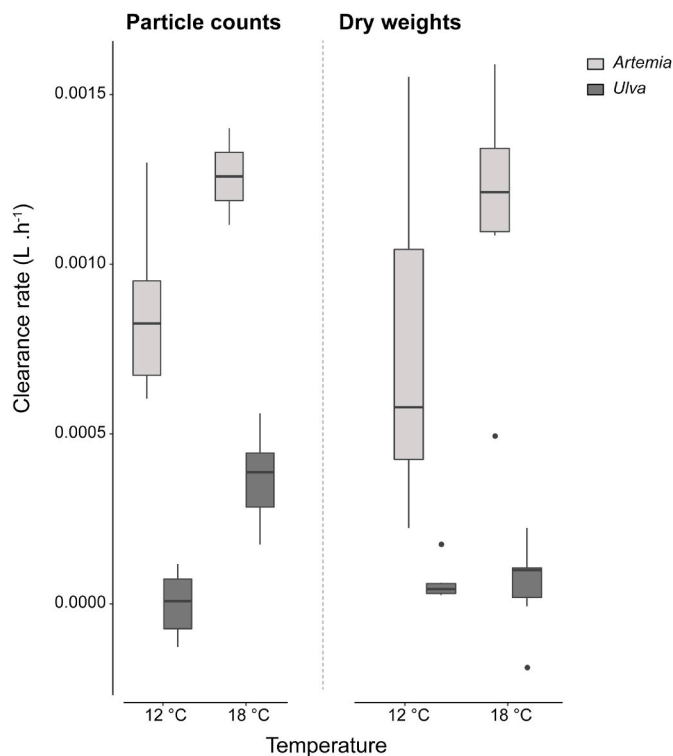 Particle counts
Dry weights
Artemia
Ulva
0.0015
0.0010
0.0005
0.0000
Clearance rate (L .h⁻¹)
12 °C
18 °C
12 °C
18 °C
Temperature